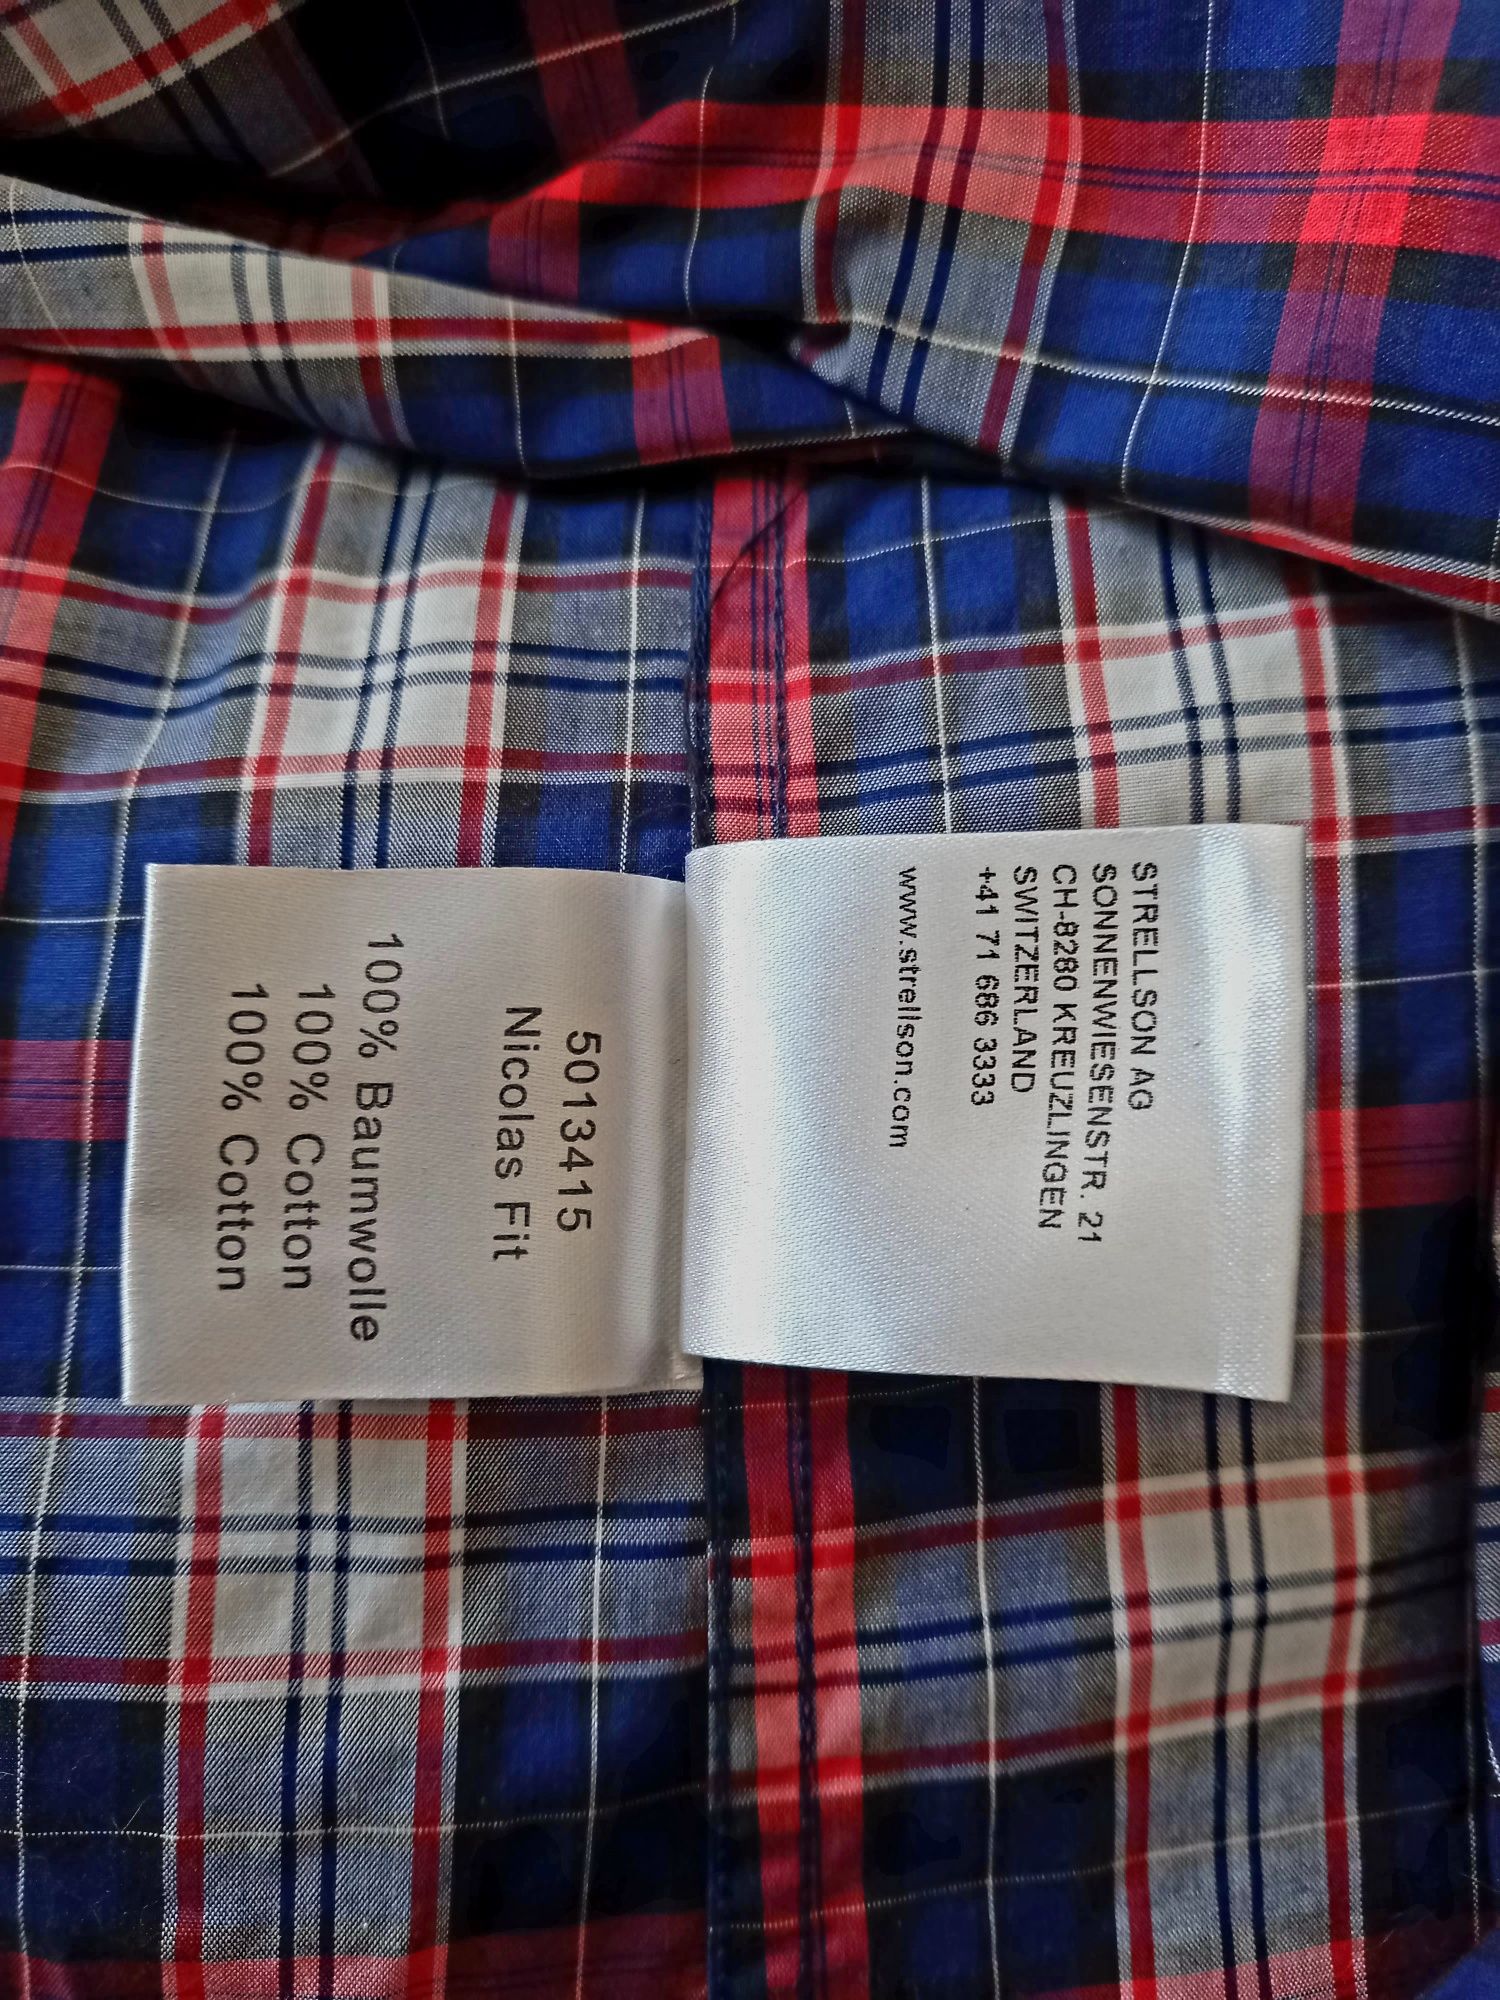 STRELLSON AG
SONNENWIESENSTR. 21
CH-8280 KREUZLINGEN
SWITZERLAND
+41 71 686 3333
www.strellson.com
5013415
Nicolas Fit
100% Baumwolle
100% Cotton
100% Cotton